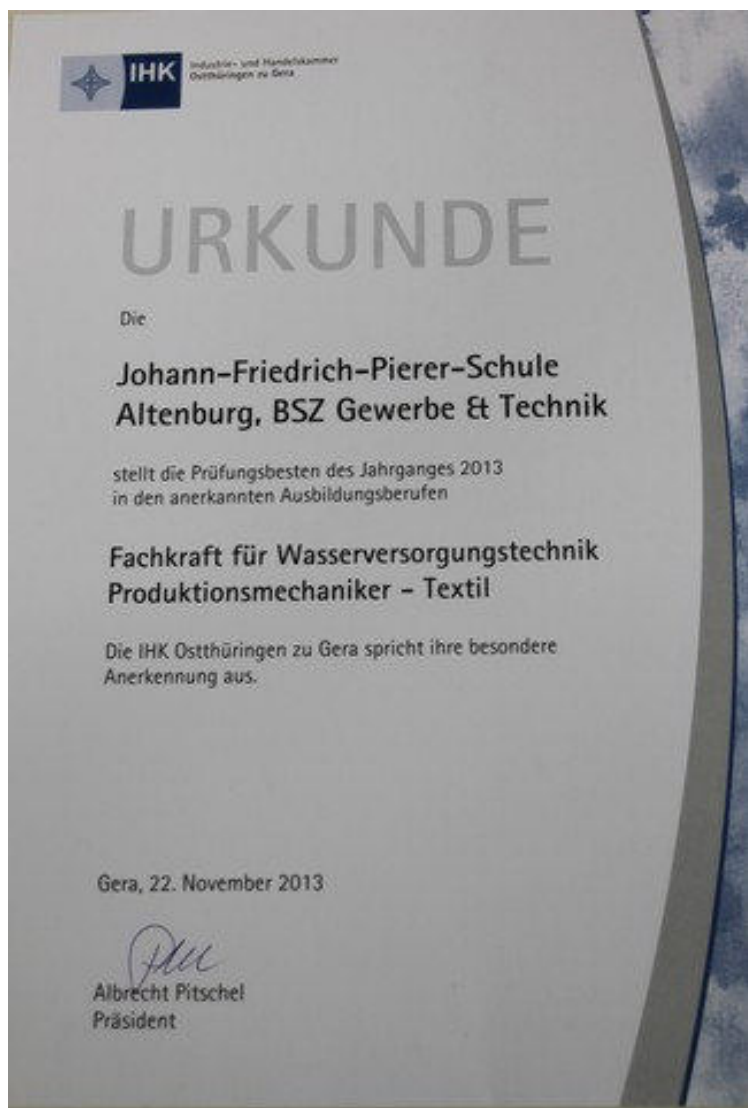 IHK
Industrie- und Handelskammer
Ostthüringen zu Gera
URKUNDE
Die
Johann-Friedrich-Pierer-Schule
Altenburg, BSZ Gewerbe & Technik
stellt die Prüfungsbesten des Jahrganges 2013
in den anerkannten Ausbildungsberufen
Fachkraft für Wasserversorgungstechnik
Produktionsmechaniker - Textil
Die IHK Ostthüringen zu Gera spricht ihre besondere
Anerkennung aus.
Gera, 22. November 2013
Albrecht Pitschel
Präsident